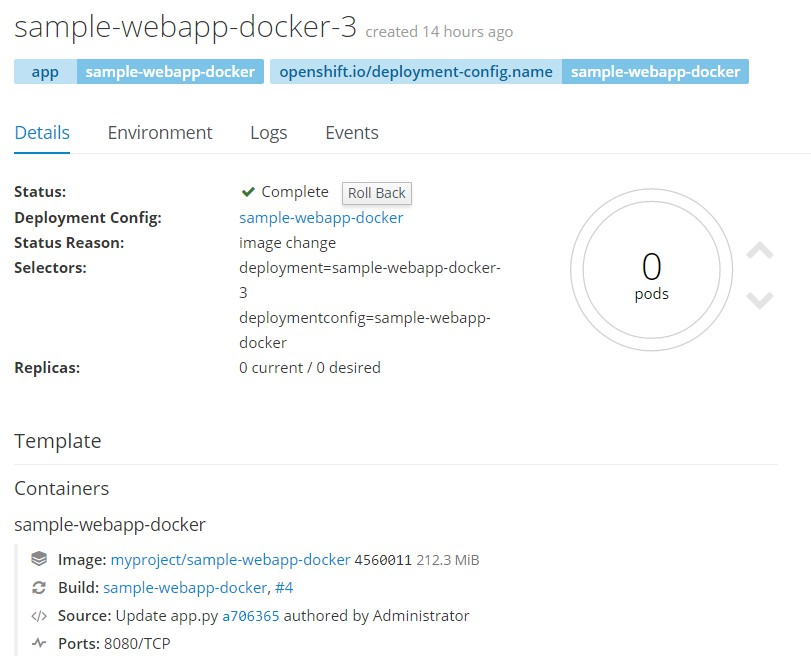 sample-webapp-docker-3 created 14 hours ago
app sample-webapp-docker openshift.io/deployment-config.name sample-webapp-docker
Details Environment Logs Events
Status: Complete Roll Back
Deployment Config: sample-webapp-docker
Status Reason: image change
Selectors: deployment=sample-webapp-docker-
3
deploymentconfig=sample-webapp-
docker
Replicas: 0 current / 0 desired
0
pods
Template
Containers
sample-webapp-docker
Image: myproject/sample-webapp-docker 4560011 212.3 MiB
Build: sample-webapp-docker, #4
</> Source: Update app.py a706365 authored by Administrator
Ports: 8080/TCP